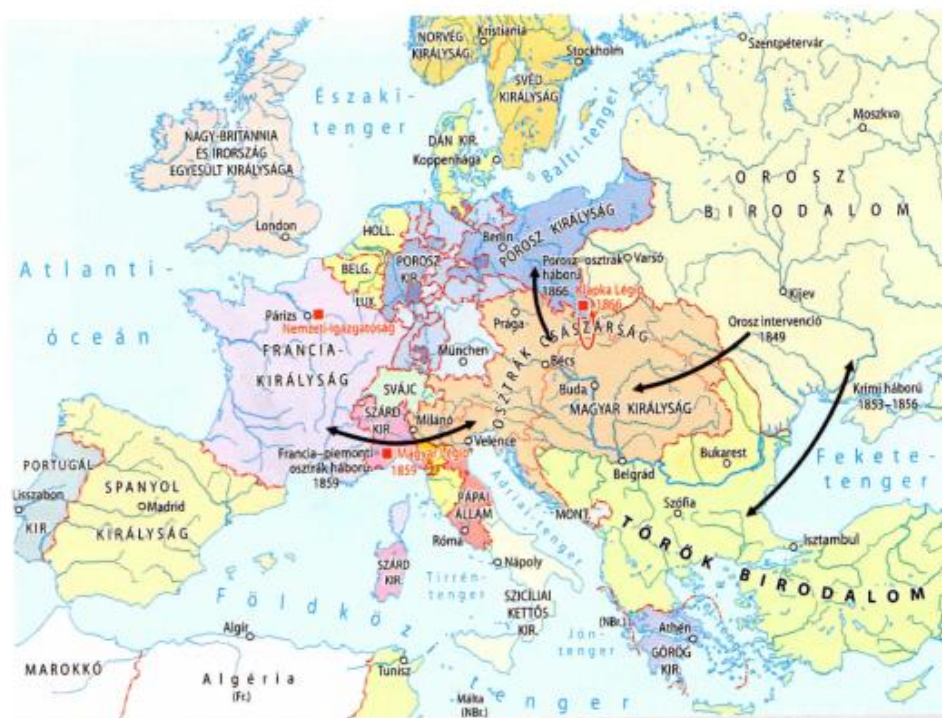 NORVÉG
KIRÁLYSÁG
Kristiania
Stockholm
SVÉD
KIRÁLYSÁG
Szentpétervár
Moszkva
Északi-
tenger
Balti-tenger
NAGY-BRITANNIA
ÉS ÍRORSZÁG
EGYESÜLT KIRÁLYSÁGA
London
DÁN KIR.
Koppenhága
OROSZ
BIRODALOM
HOLL.
BELG.
LUX.
POROSZ
KIR.
Berlin
POROSZ KIRÁLYSÁG
Varsó
Porosz-osztrák
háború
1866
Klapka Légió
1866
Kijev
Atlanti-
óceán
Párizs
Nemzeti Igazgatóság
FRANCIA-
KIRÁLYSÁG
Prága
OSZTRÁK CSÁSZÁRSÁG
München
Bécs
Orosz intervenció
1849
Buda
MAGYAR KIRÁLYSÁG
Krími háború
1853–1856
SVÁJC
SZÁRD
KIR.
Milánó
Velence
Francia-piemonti-
osztrák háború
1859
Magyar Légió
1859
Bukarest
Belgrád
Fekete-
tenger
PORTUGÁL
KIR.
Lisszabon
SPANYOL
KIRÁLYSÁG
Madrid
PÁPAI
ÁLLAM
Róma
Adriai-tenger
MONT.
Szófia
TÖRÖK BIRODALOM
Isztambul
SZÁRD
KIR.
Tirrén-
tenger
Nápoly
SZICÍLIAI
KETTŐS
KIR.
Földköz
tenger
Jón-
tenger
(NBr.)
Athén
GÖRÖG
KIR.
Algír
MAROKKÓ
Algéria
(Fr.)
Tunisz
Málta
(NBr.)